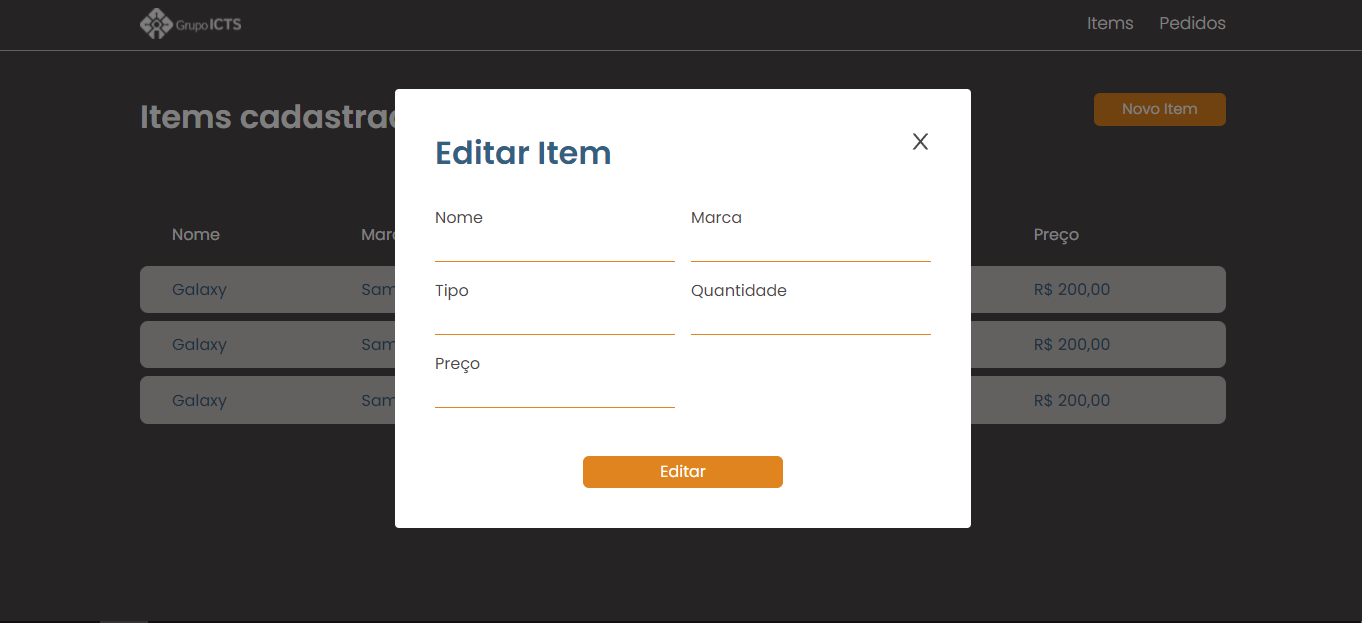 Grupo ICTS
Items Pedidos
Items cadastrad
Novo Item
Editar Item
Nome Marca
Tipo Quantidade
Preço
Editar
Nome Marc Preço
Galaxy Sam R$ 200,00
Galaxy Sam R$ 200,00
Galaxy Sam R$ 200,00